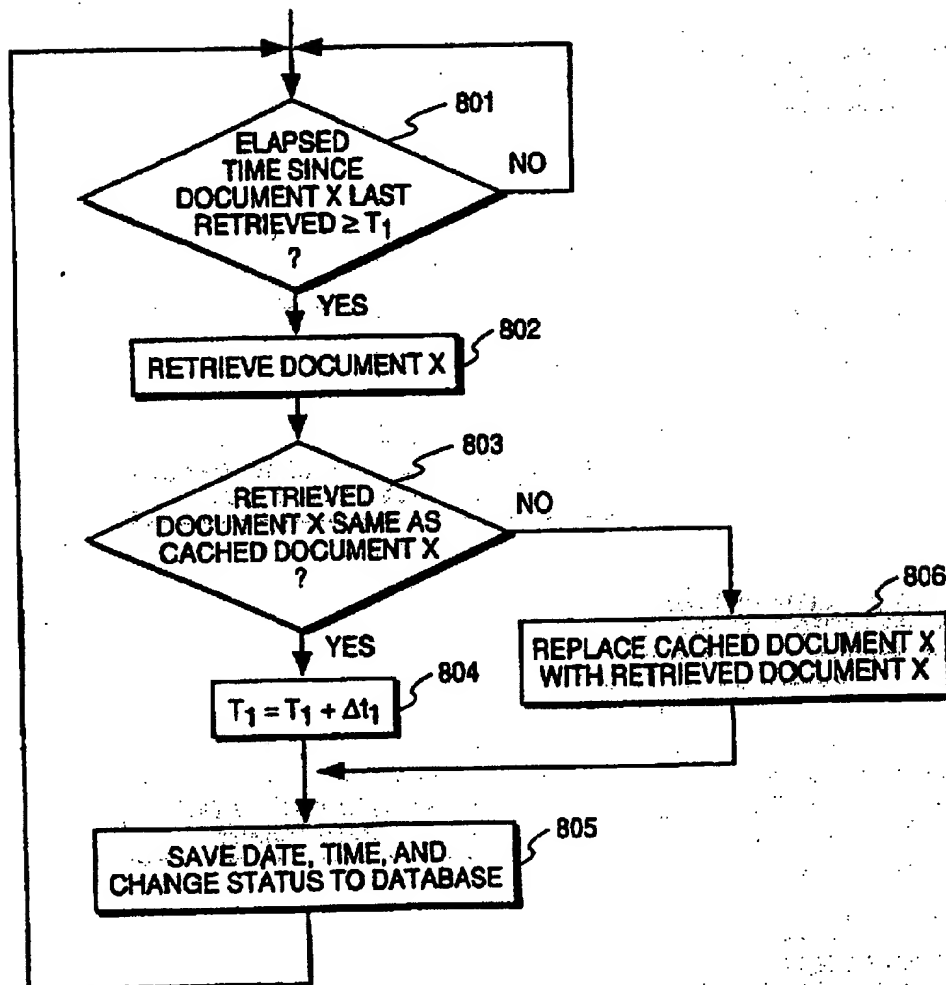 801
ELAPSED
TIME SINCE
DOCUMENT X LAST
RETRIEVED ≥ T₁
?
NO
YES
802
RETRIEVE DOCUMENT X
803
RETRIEVED
DOCUMENT X SAME AS
CACHED DOCUMENT X
?
NO
YES
806
REPLACE CACHED DOCUMENT X
WITH RETRIEVED DOCUMENT X
804
T₁ = T₁ + Δt₁
805
SAVE DATE, TIME, AND
CHANGE STATUS TO DATABASE